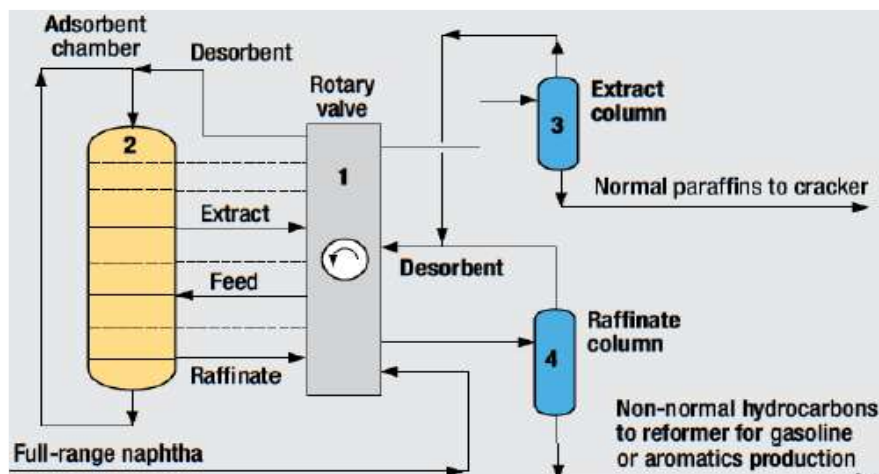 Adsorbent
chamber
Desorbent
Rotary
valve
2
1
Extract
Feed
Raffinate
Desorbent
3
Extract
column
Normal paraffins to cracker
4
Raffinate
column
Non-normal hydrocarbons
to reformer for gasoline
or aromatics production
Full-range naphtha